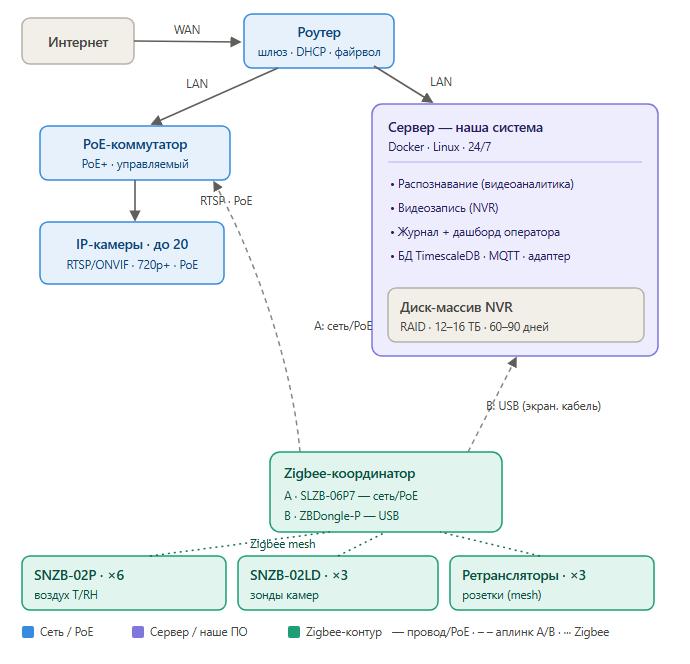 Интернет
WAN
Роутер
шлюз · DHCP · файрвол
LAN
LAN
PoE-коммутатор
PoE+ · управляемый
RTSP · PoE
IP-камеры · до 20
RTSP/ONVIF · 720p+ · PoE
Сервер — наша система
Docker · Linux · 24/7
• Распознавание (видеоаналитика)
• Видеозапись (NVR)
• Журнал + дашборд оператора
• БД TimescaleDB · MQTT · адаптер
Диск-массив NVR
RAID · 12–16 ТБ · 60–90 дней
A: сеть/PoE
B: USB (экран. кабель)
Zigbee-координатор
A · SLZB-06P7 — сеть/PoE
B · ZBDongle-P — USB
Zigbee mesh
SNZB-02P · ×6
воздух T/RH
SNZB-02LD · ×3
зонды камер
Ретрансляторы · ×3
розетки (mesh)
Сеть / PoE
Сервер / наше ПО
Zigbee-контур
— провод/PoE · – – аплинк A/B · ··· Zigbee